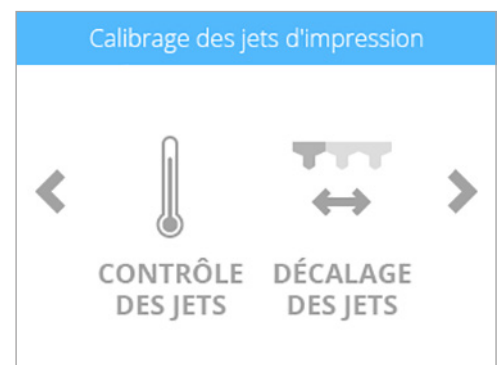 Calibrage des jets d'impression
CONTRÔLE
DES JETS
DÉCALAGE
DES JETS